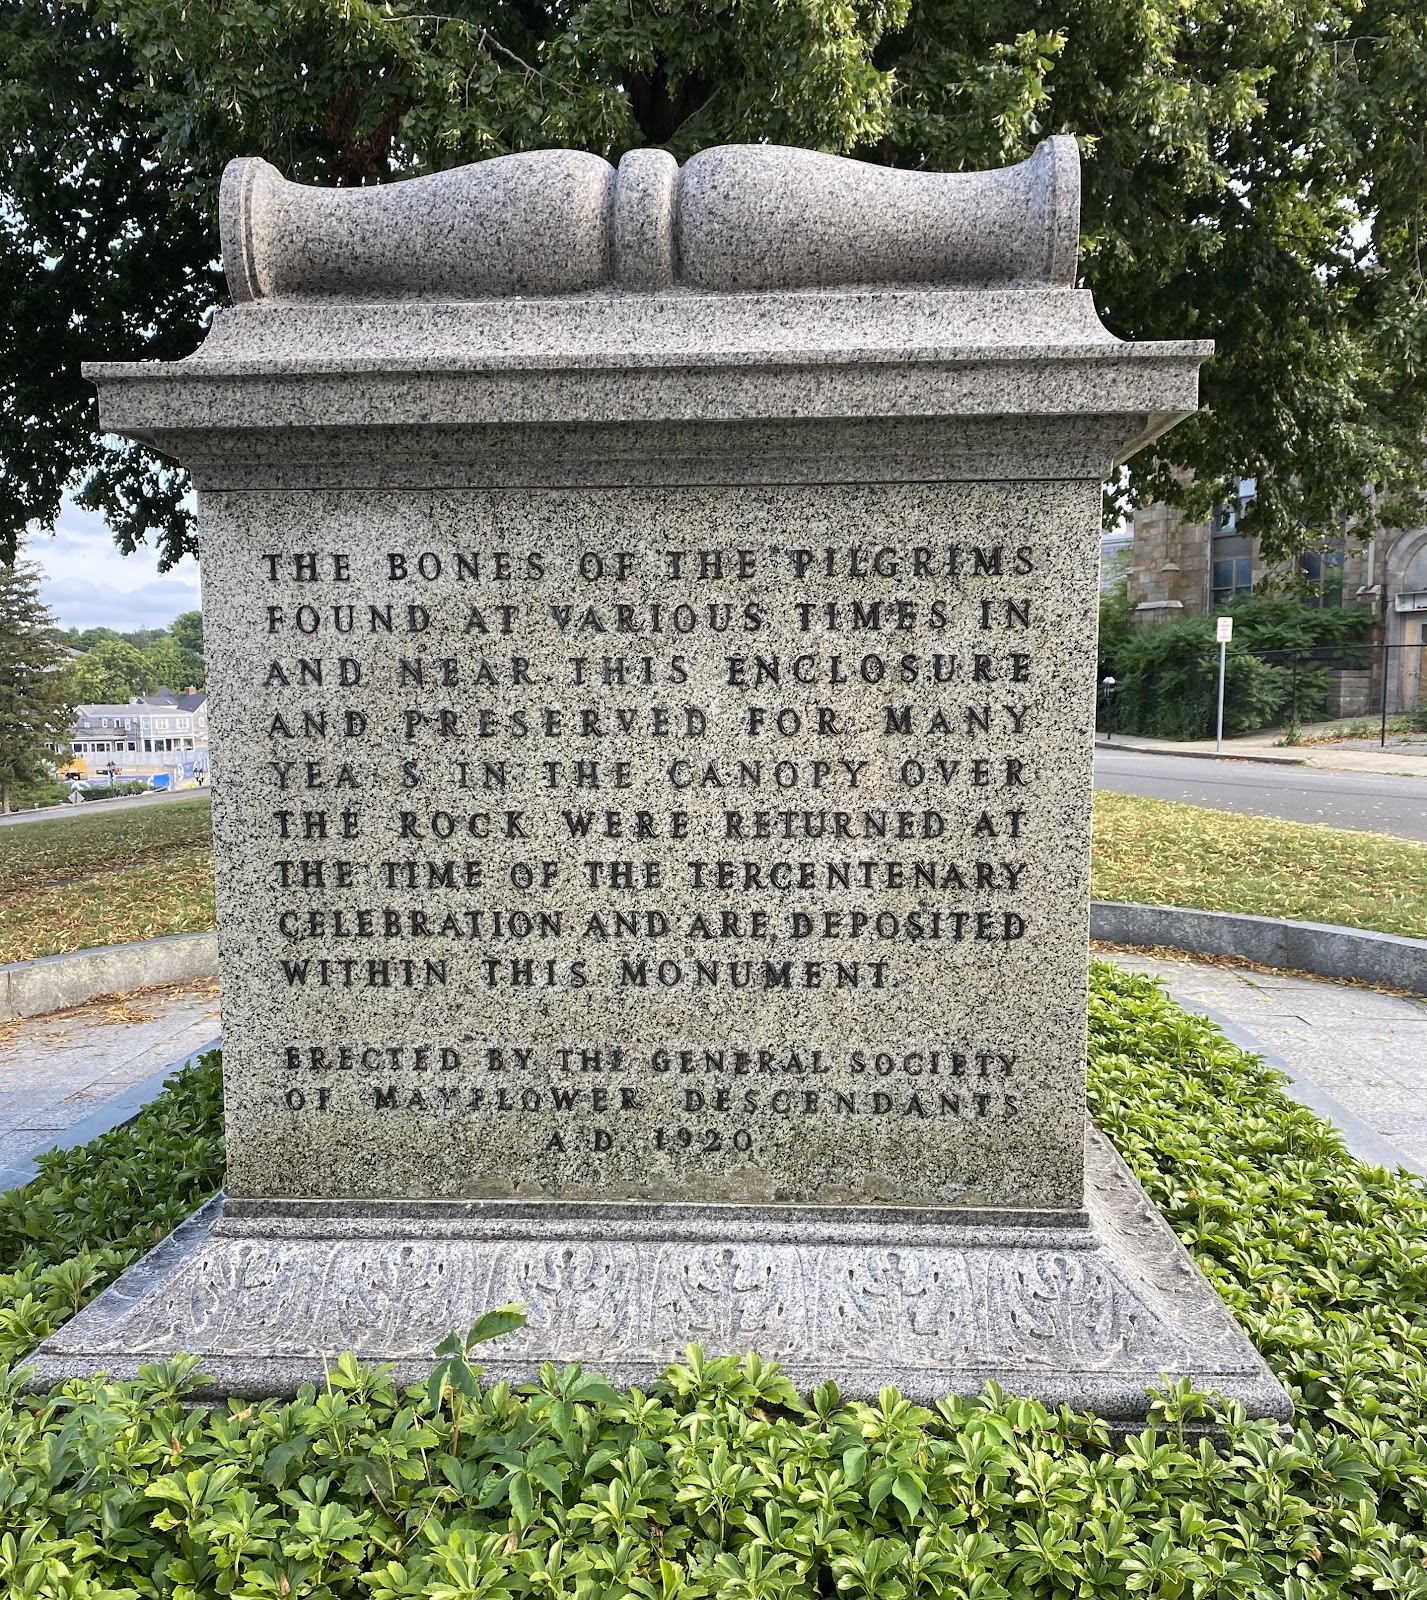 THE BONES OF THE PILGRIMS
FOUND AT VARIOUS TIMES IN
AND NEAR THIS ENCLOSURE
AND PRESERVED FOR MANY
YEA S IN THE CANOPY OVER
THE ROCK WERE RETURNED AT
THE TIME OF THE TERCENTENARY
CELEBRATION AND ARE DEPOSITED
WITHIN THIS MONUMENT.
ERECTED BY THE GENERAL SOCIETY
OF MAYFLOWER DESCENDANTS
A D 1920